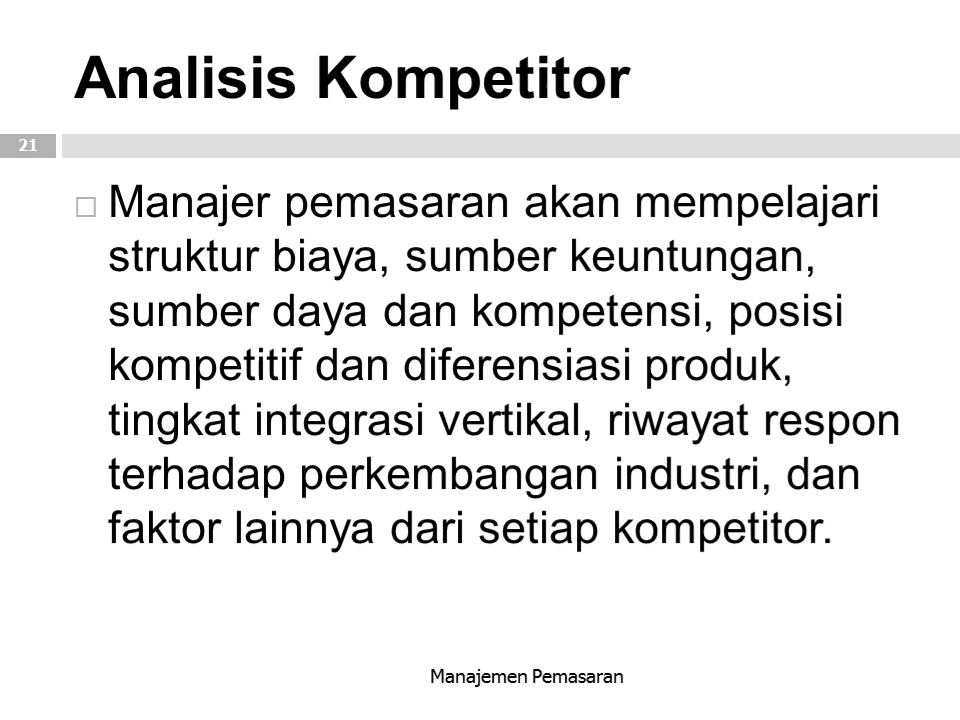 Analisis Kompetitor
21
Manajer pemasaran akan mempelajari
struktur biaya, sumber keuntungan,
sumber daya dan kompetensi, posisi
kompetitif dan diferensiasi produk,
tingkat integrasi vertikal, riwayat respon
terhadap perkembangan industri, dan
faktor lainnya dari setiap kompetitor.
Manajemen Pemasaran